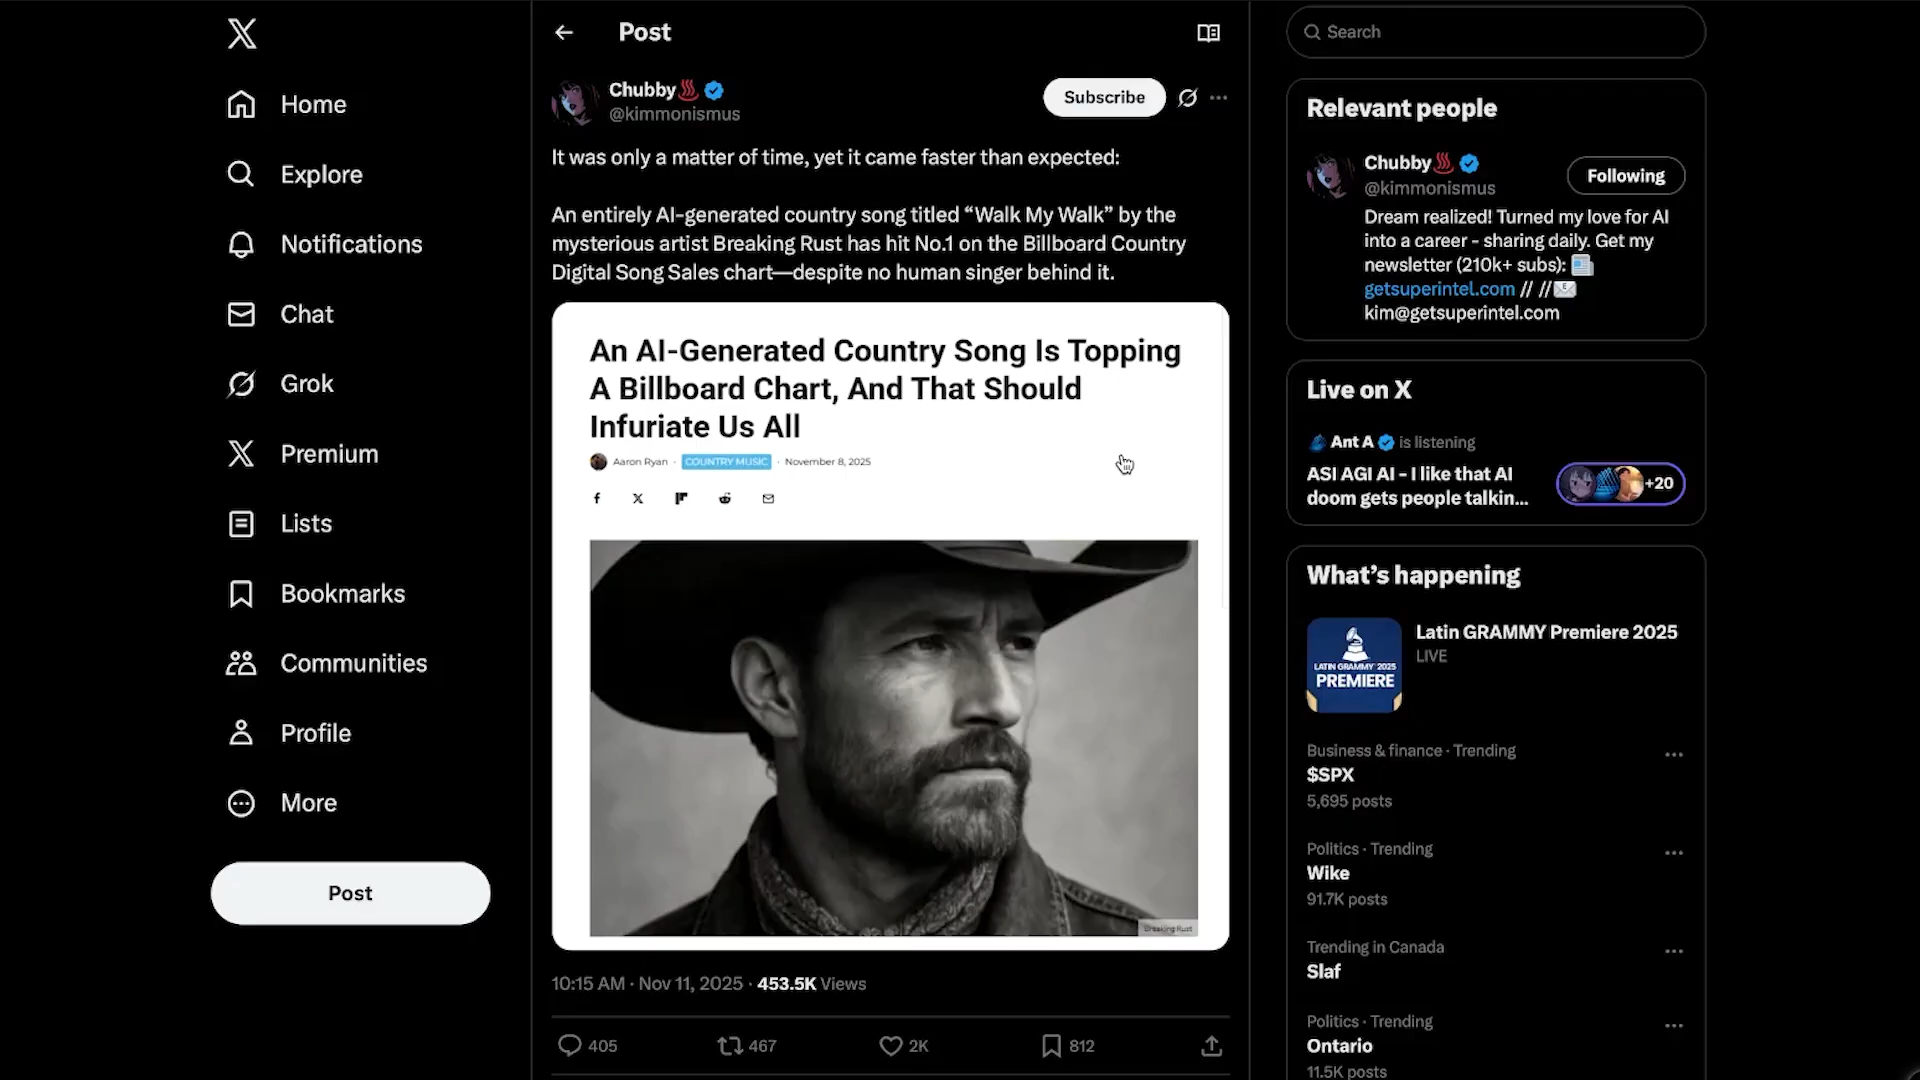 Home
Explore
Notifications
Chat
Grok
Premium
Lists
Bookmarks
Communities
Profile
More
Post
Post
Chubby
@kimmonismus
Subscribe
It was only a matter of time, yet it came faster than expected:
An entirely AI-generated country song titled “Walk My Walk” by the
mysterious artist Breaking Rust has hit No.1 on the Billboard Country
Digital Song Sales chart—despite no human singer behind it.
An AI-Generated Country Song Is Topping
A Billboard Chart, And That Should
Infuriate Us All
Aaron Ryan · COUNTRY MUSIC · November 8, 2025
Breaking Rust
10:15 AM · Nov 11, 2025 · 453.5K Views
405 467 2K 812
Search
Relevant people
Chubby
@kimmonismus
Following
Dream realized! Turned my love for AI
into a career - sharing daily. Get my
newsletter (210k+ subs):
getsuperintel.com // //
kim@getsuperintel.com
Live on X
Ant A is listening
ASI AGI AI - I like that AI
doom gets people talkin...
+20
What’s happening
LATIN GRAMMY 2025
PREMIERE
Latin GRAMMY Premiere 2025
LIVE
Business & finance · Trending
$SPX
5,695 posts
Politics · Trending
Wike
91.7K posts
Trending in Canada
Slaf
Politics · Trending
Ontario
11.5K posts